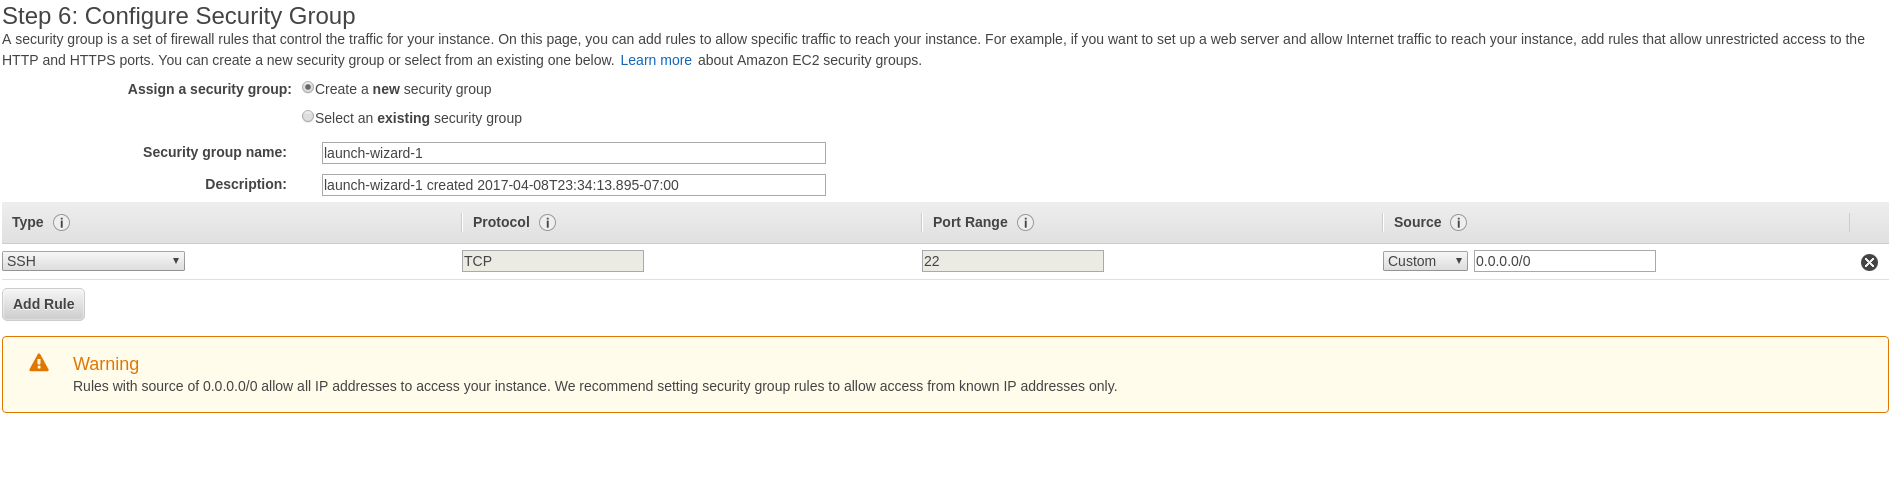 Step 6: Configure Security Group
A security group is a set of firewall rules that control the traffic for your instance. On this page, you can add rules to allow specific traffic to reach your instance. For example, if you want to set up a web server and allow Internet traffic to reach your instance, add rules that allow unrestricted access to the
HTTP and HTTPS ports. You can create a new security group or select from an existing one below. Learn more about Amazon EC2 security groups.
Assign a security group: Create a new security group
Select an existing security group
Security group name: launch-wizard-1
Description: launch-wizard-1 created 2017-04-08T23:34:13.895-07:00
Type Protocol Port Range Source
SSH TCP 22 Custom 0.0.0.0/0
Add Rule
Warning
Rules with source of 0.0.0.0/0 allow all IP addresses to access your instance. We recommend setting security group rules to allow access from known IP addresses only.